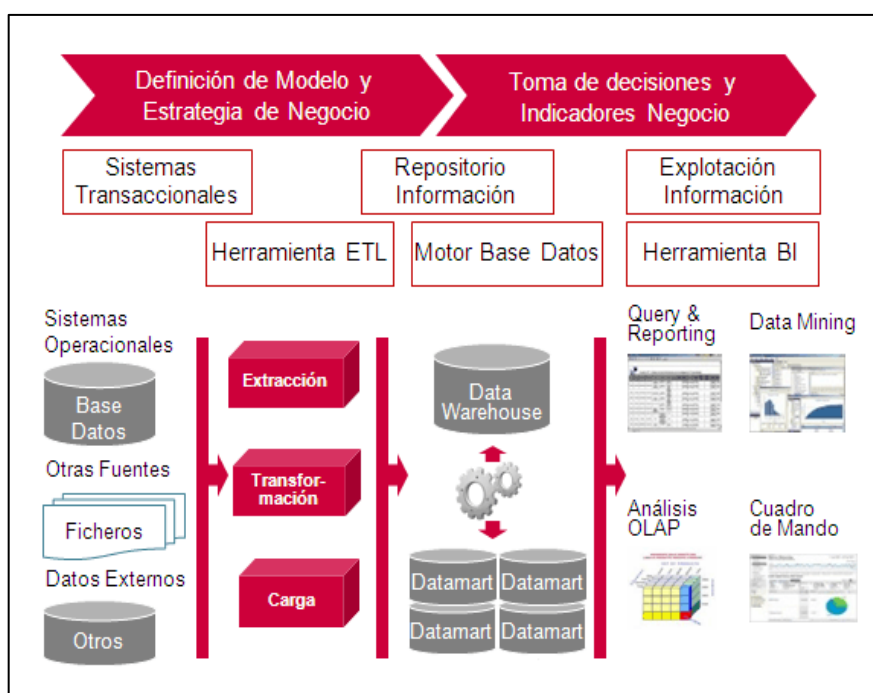 Definición de Modelo y
Estrategia de Negocio
Toma de decisiones y
Indicadores Negocio
Sistemas
Transaccionales
Repositorio
Información
Explotación
Información
Herramienta ETL
Motor Base Datos
Herramienta BI
Sistemas
Operacionales
Base
Datos
Otras Fuentes
Ficheros
Datos Externos
Otros
Extracción
Transfor-
mación
Carga
Data
Warehouse
Datamart
Datamart
Datamart
Datamart
Query &
Reporting
Data Mining
Análisis
OLAP
Cuadro
de Mando